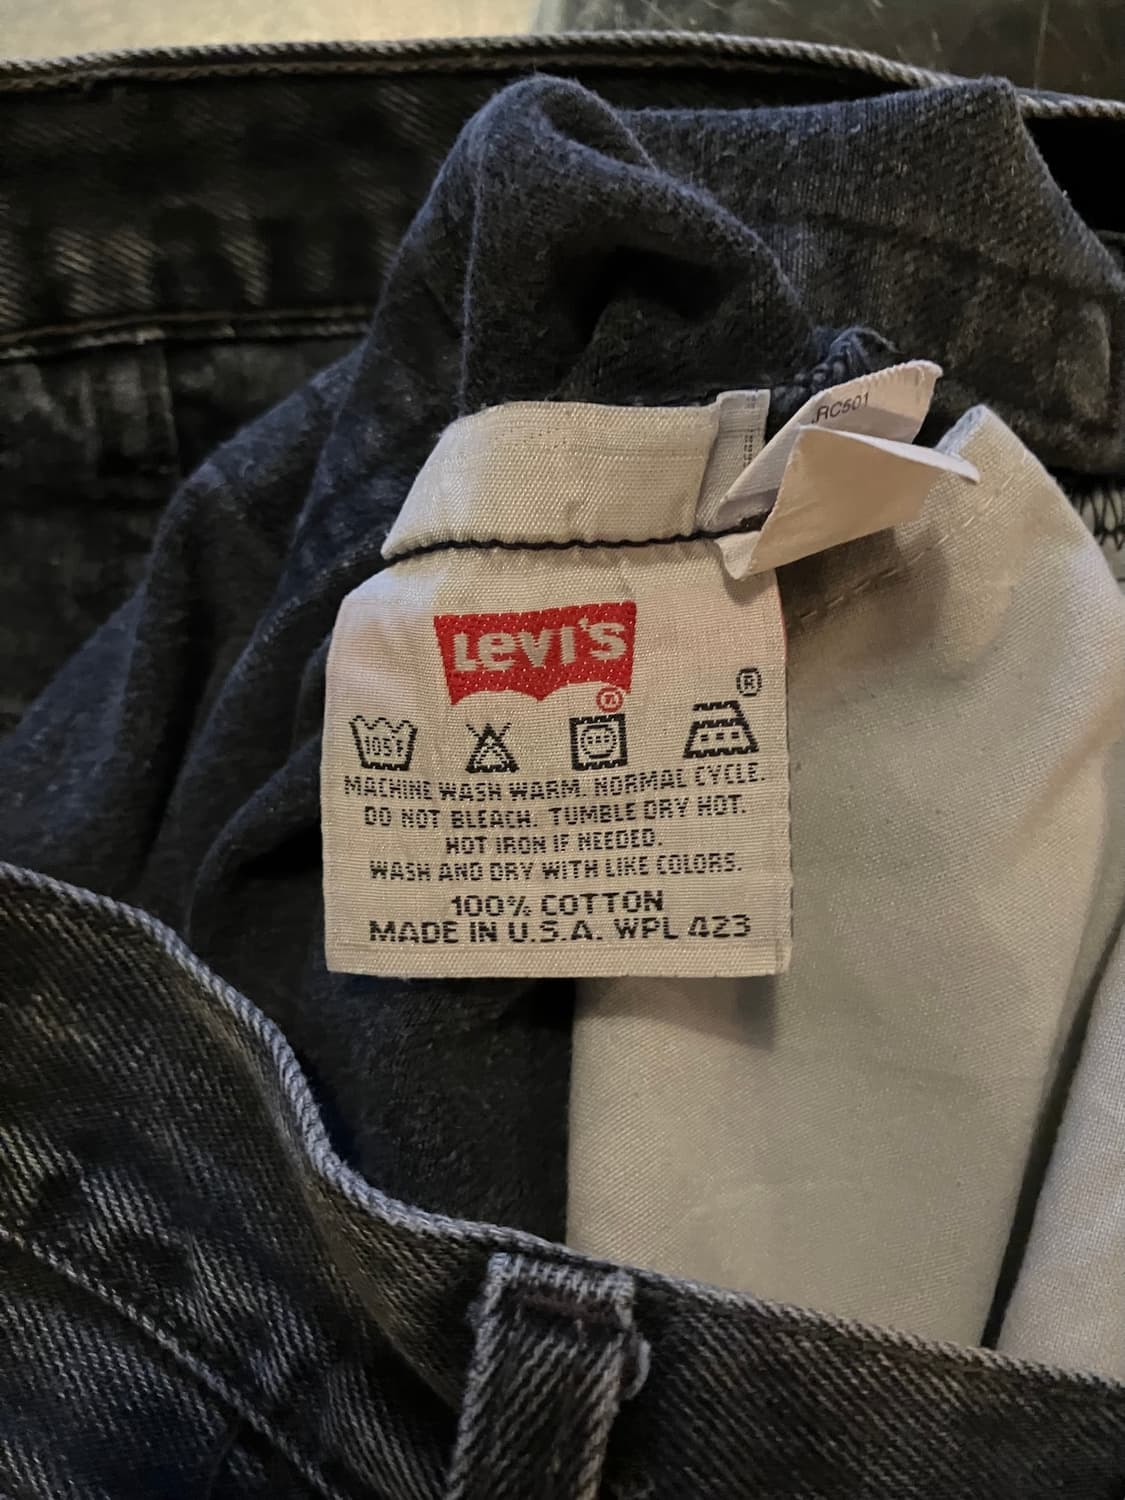 RC501
LEVI'S
®
105F
®
MACHINE WASH WARM. NORMAL CYCLE.
DO NOT BLEACH. TUMBLE DRY HOT.
HOT IRON IF NEEDED.
WASH AND DRY WITH LIKE COLORS.
100% COTTON
MADE IN U.S.A. WPL 423